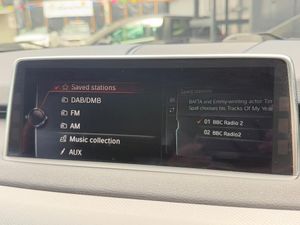 Saved stations
DAB/DMB
FM
AM
Music collection
AUX
Saved stations
BAFTA and Emmy-winning actor Tim
Spall chooses his Tracks Of My Year
01 BBC Radio 2
02 BBC Radio2